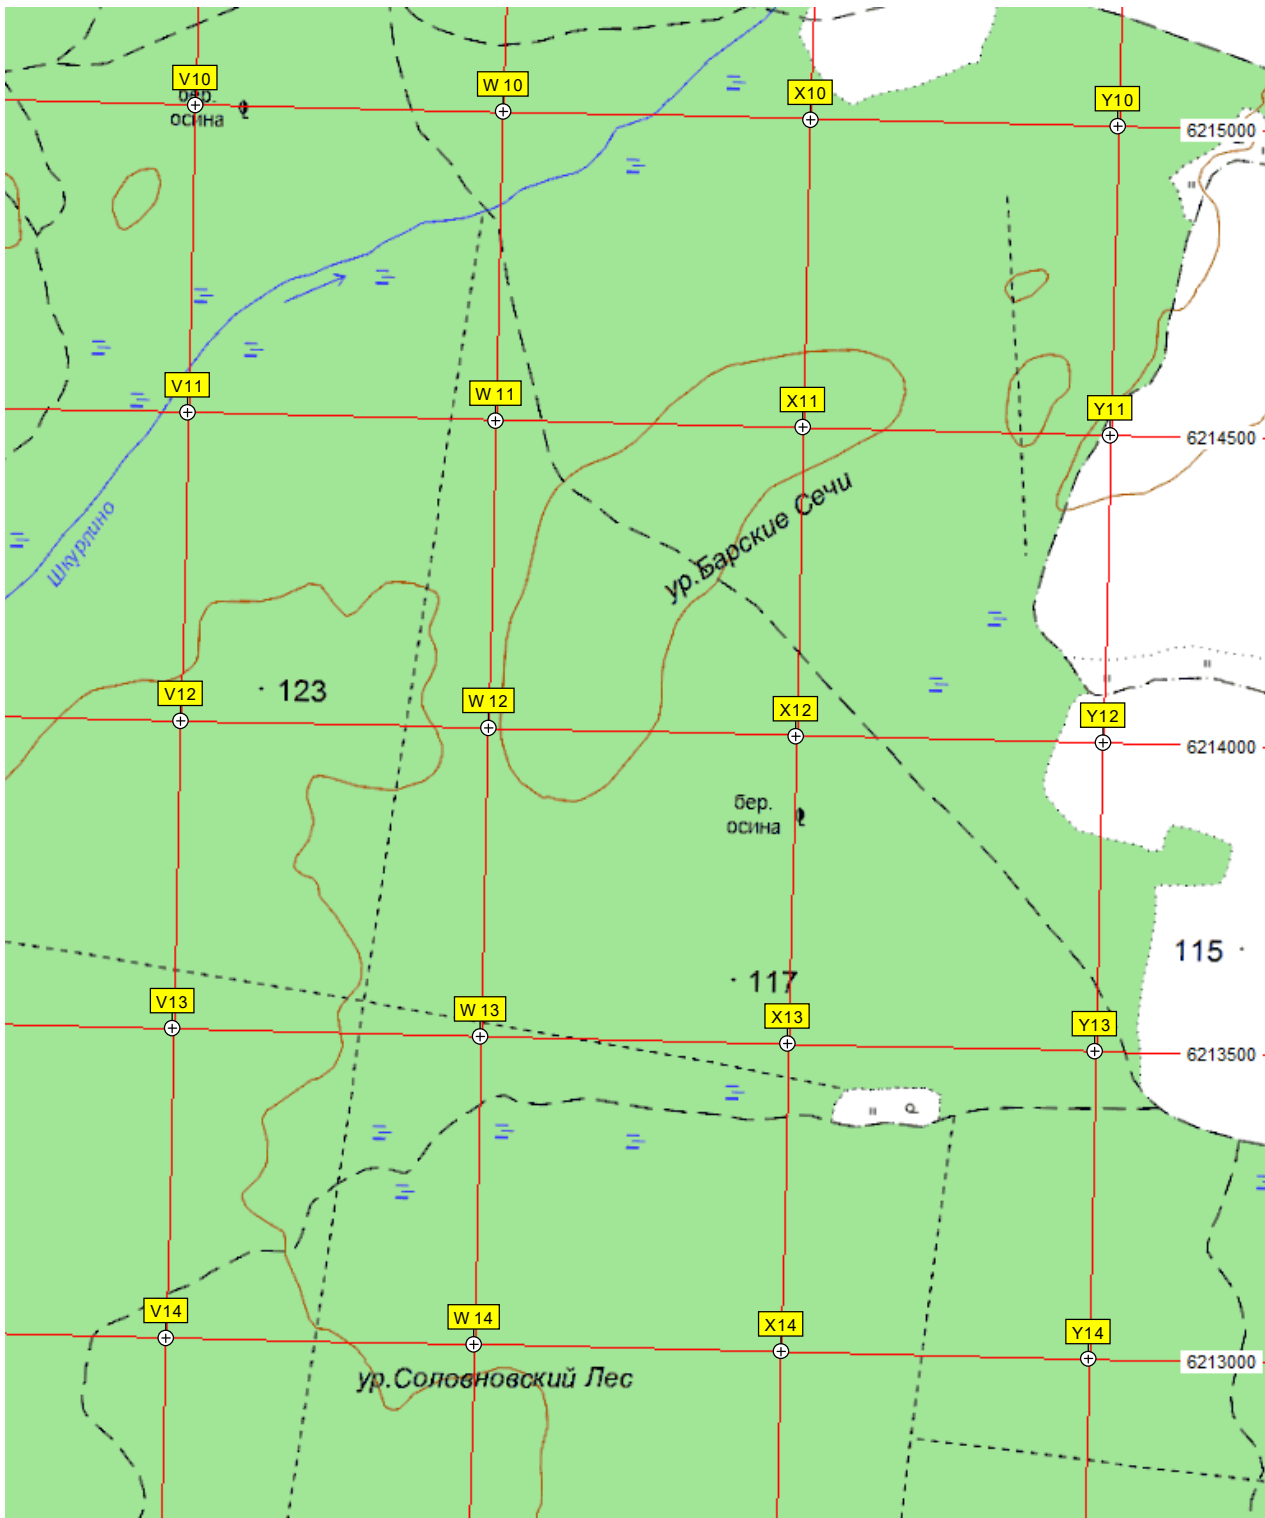 V10
W 10
X10
Y10
бер.
осина
6215000
V11
W 11
X11
Y11
6214500
Шкурлино
ур.Барские Сечи
V12
123
W 12
X12
Y12
6214000
бер.
осина
115
117
V13
W 13
X13
Y13
6213500
V14
W 14
X14
Y14
6213000
ур.Соловновский Лес